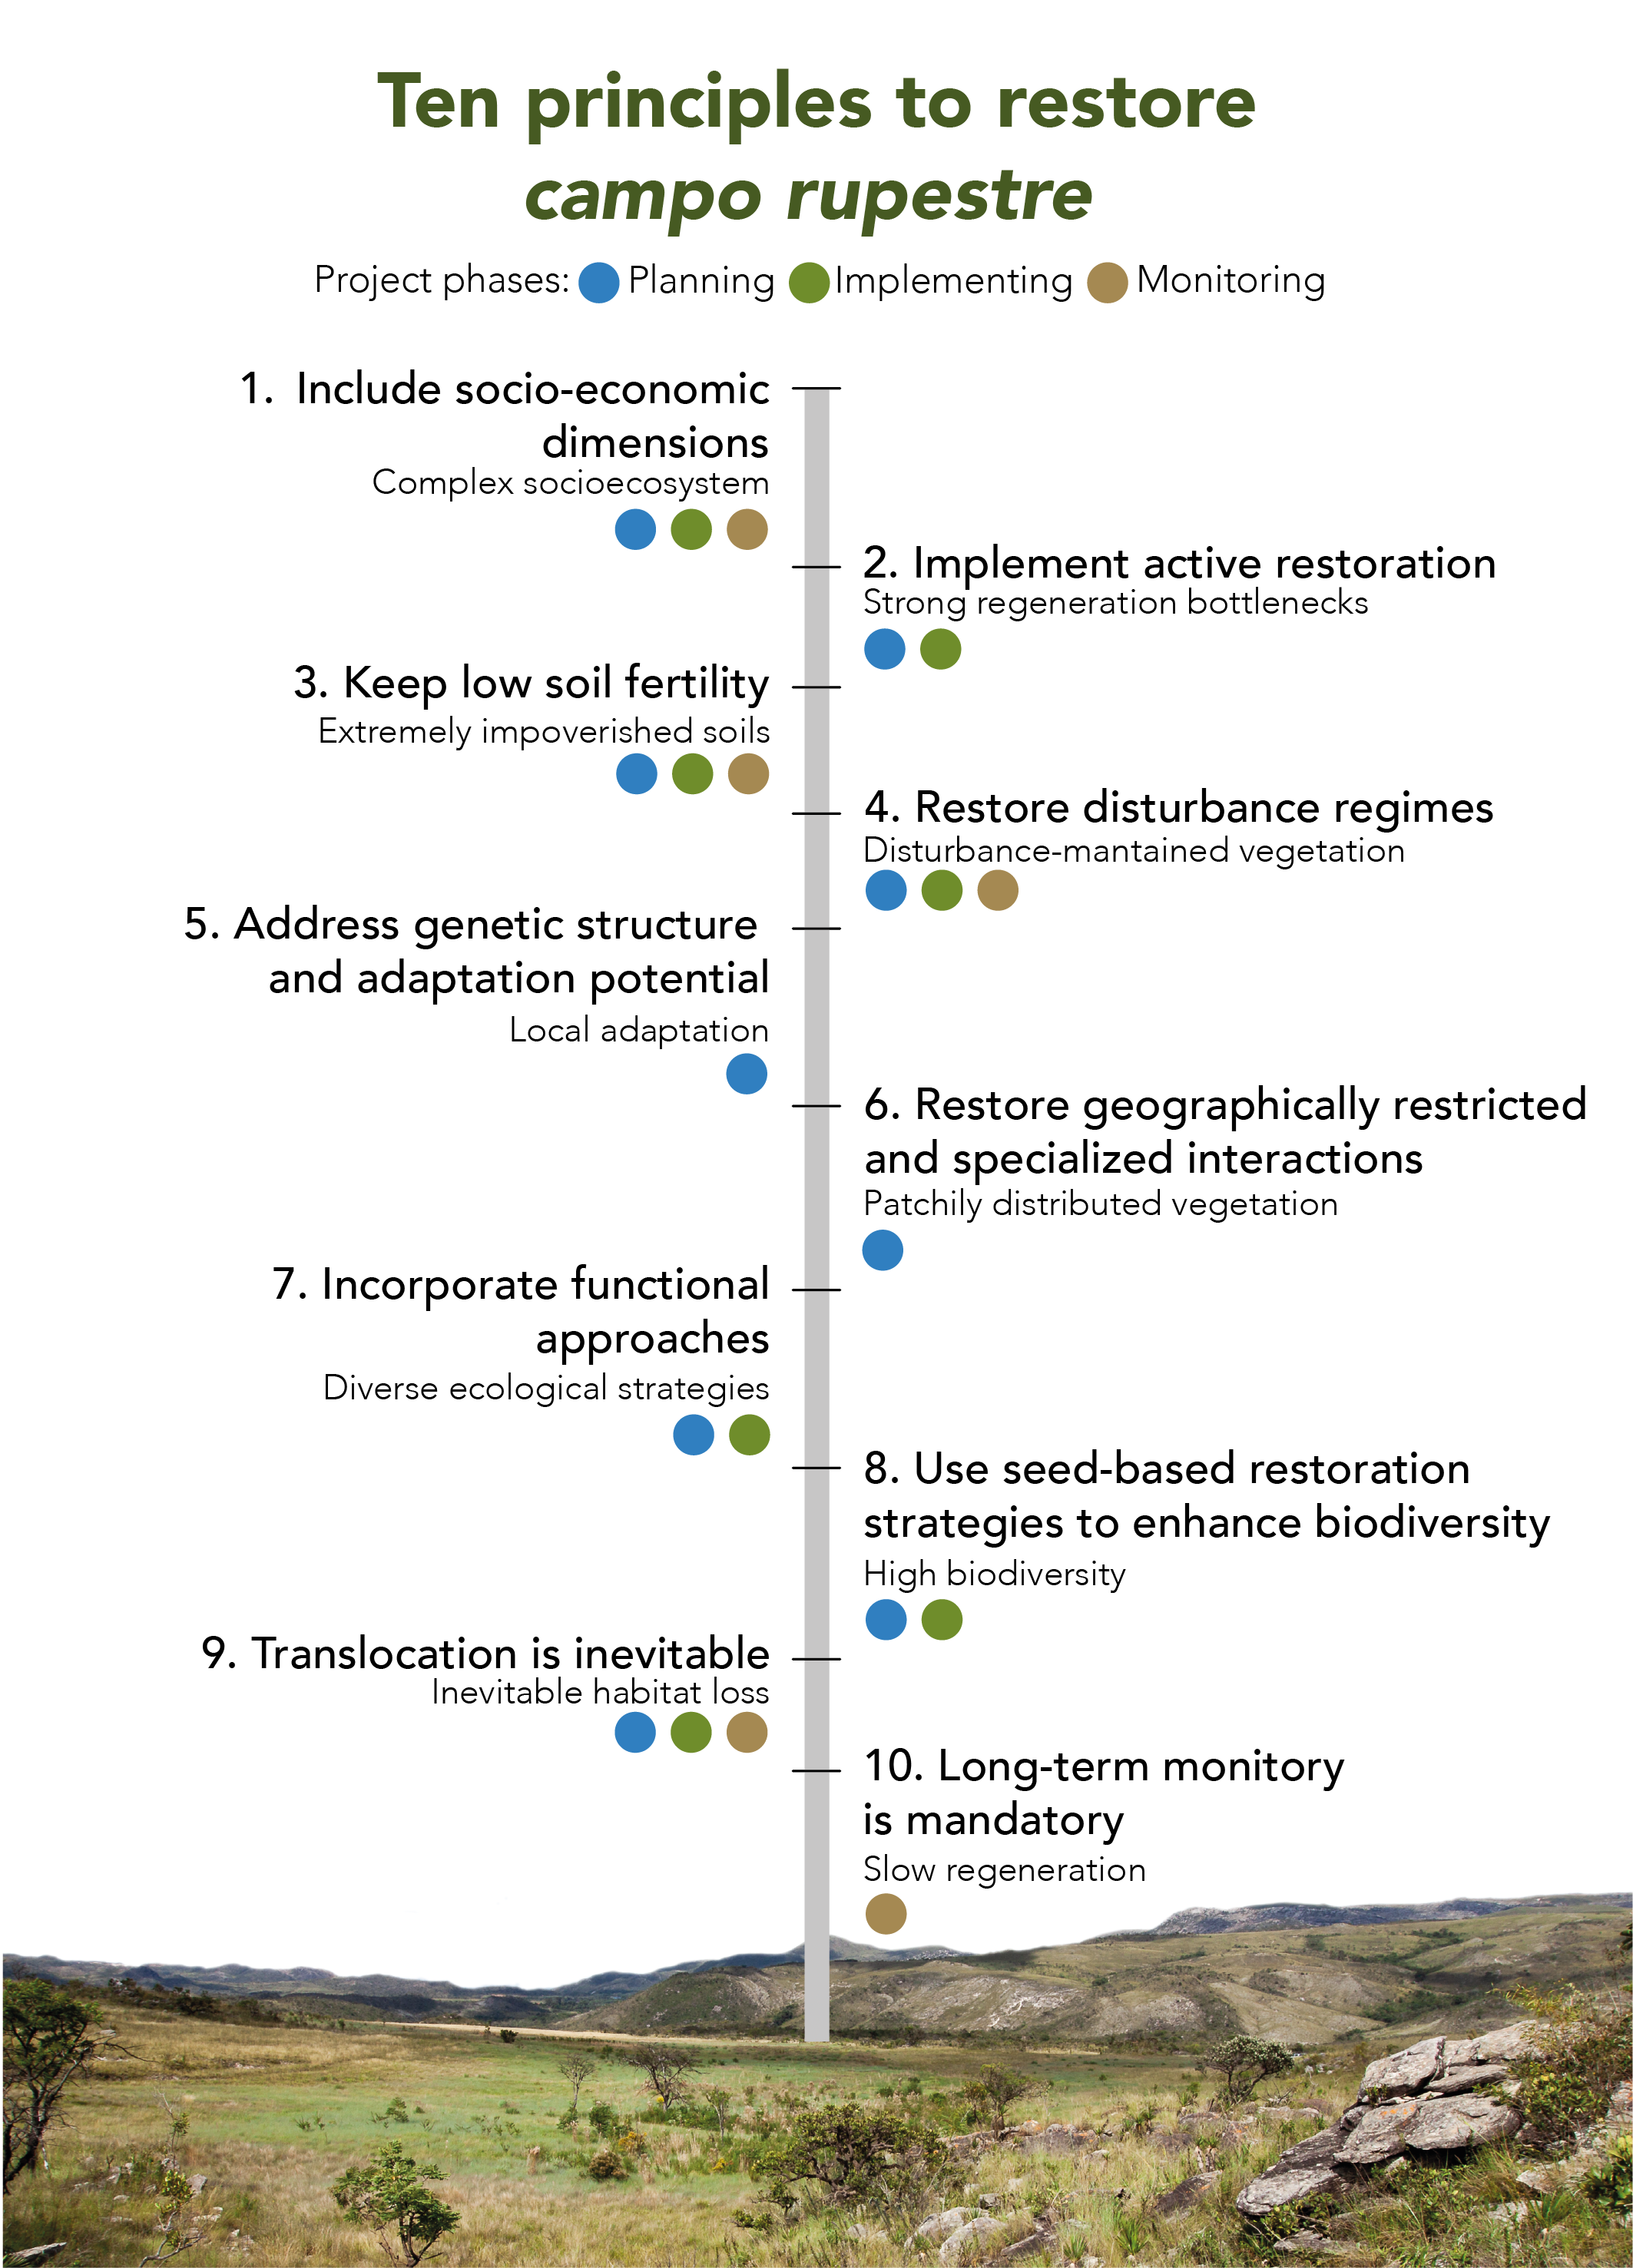 Ten principles to restore
campo rupestre
Project phases: Planning Implementing Monitoring
1. Include socio-economic
dimensions
Complex socioecosystem
2. Implement active restoration
Strong regeneration bottlenecks
3. Keep low soil fertility
Extremely impoverished soils
4. Restore disturbance regimes
Disturbance-mantained vegetation
5. Address genetic structure
and adaptation potential
Local adaptation
6. Restore geographically restricted
and specialized interactions
Patchily distributed vegetation
7. Incorporate functional
approaches
Diverse ecological strategies
8. Use seed-based restoration
strategies to enhance biodiversity
High biodiversity
9. Translocation is inevitable
Inevitable habitat loss
10. Long-term monitory
is mandatory
Slow regeneration